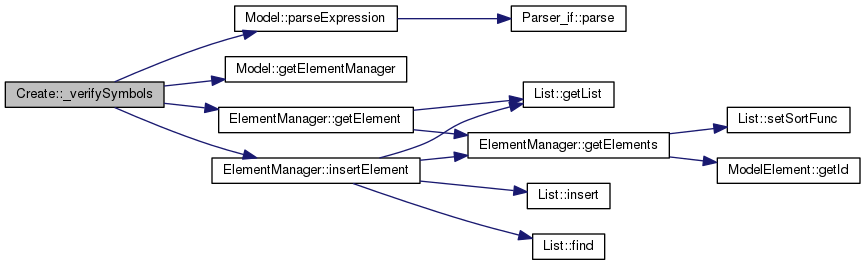 Create::_verifySymbols
Model::parseExpression
Parser_if::parse
Model::getElementManager
ElementManager::getElement
ElementManager::insertElement
List::getList
ElementManager::getElements
List::insert
List::find
List::setSortFunc
ModelElement::getId